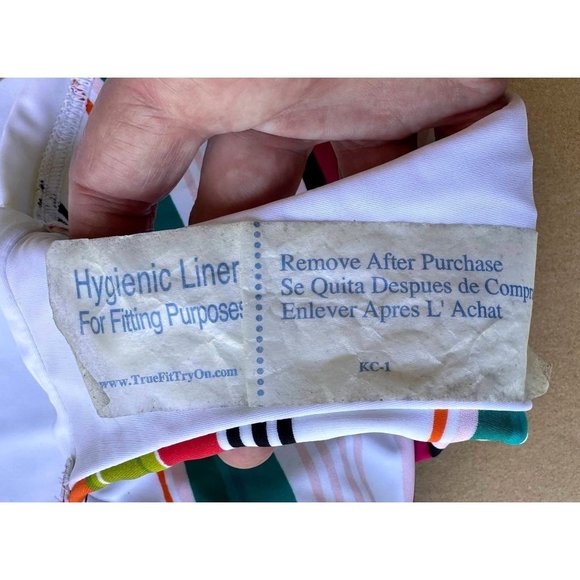 Hygienic Liner
For Fitting Purposes
www.TrueFitTryOn.com
Remove After Purchase
Se Quita Despues de Compr
Enlever Apres L' Achat
KC-1